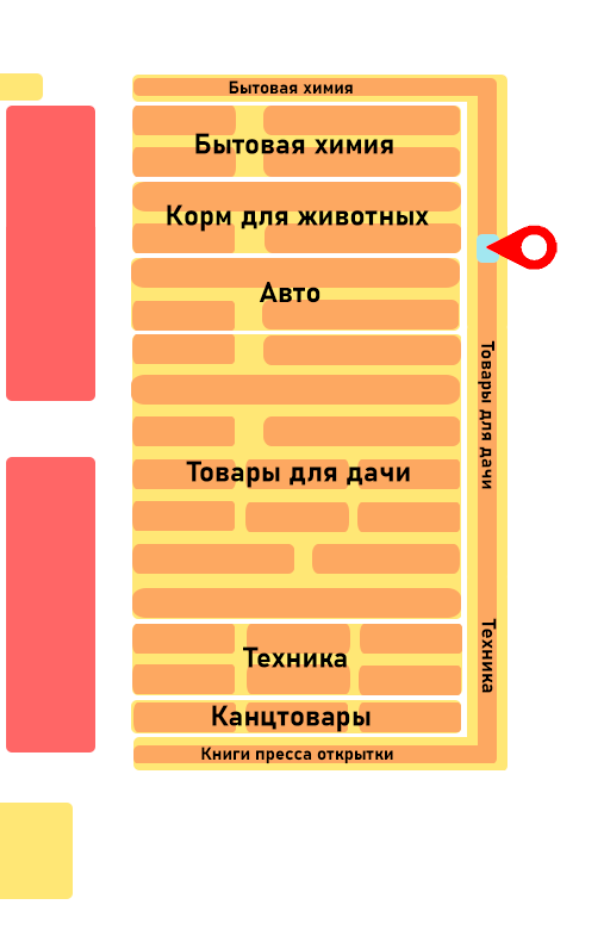 Бытовая химия
Бытовая химия
Корм для животных
Авто
Товары для дачи
Товары для дачи
Техника
Техника
Канцтовары
Книги пресса открытки